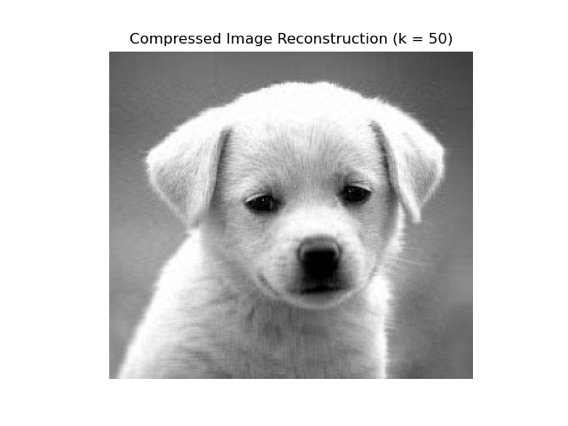 Compressed Image Reconstruction (k = 50)